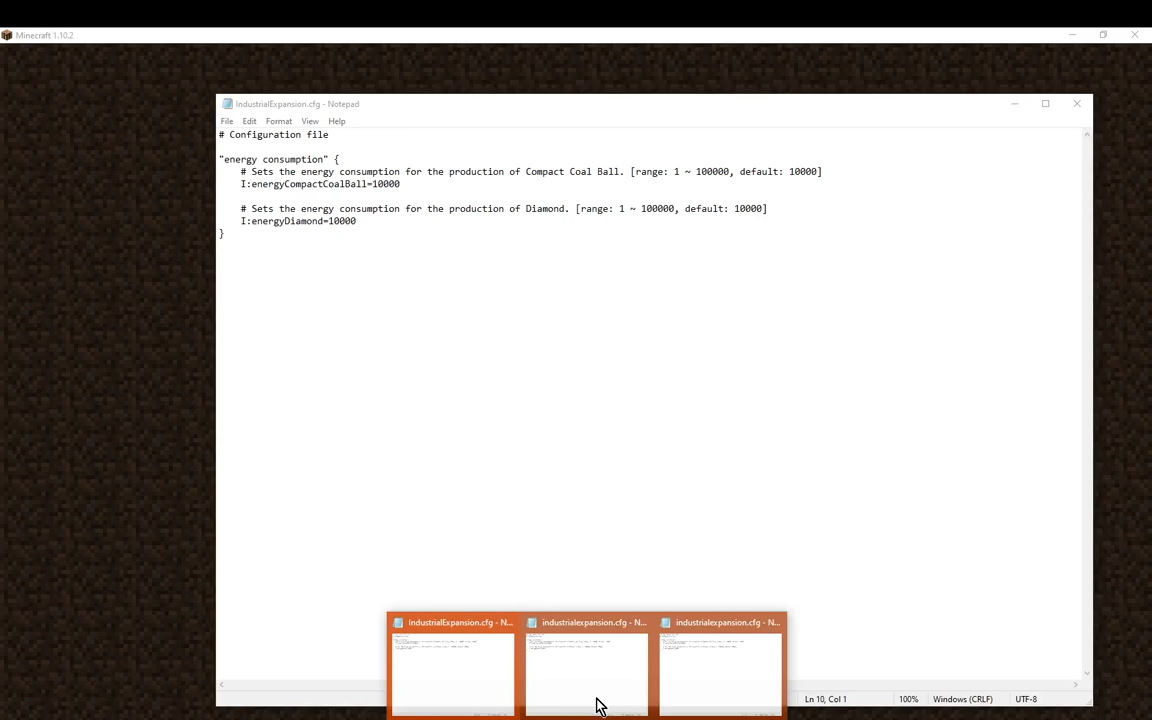 Minecraft 1.10.2
IndustrialExpansion.cfg - Notepad
File Edit Format View Help
# Configuration file
"energy consumption" {
# Sets the energy consumption for the production of Compact Coal Ball. [range: 1 ~ 100000, default: 10000]
I:energyCompactCoalBall=10000
# Sets the energy consumption for the production of Diamond. [range: 1 ~ 100000, default: 10000]
I:energyDiamond=10000
}
IndustrialExpansion.cfg - N... industrialexpansion.cfg - N... industrialexpansion.cfg - N...
Ln 10, Col 1 100% Windows (CRLF) UTF-8